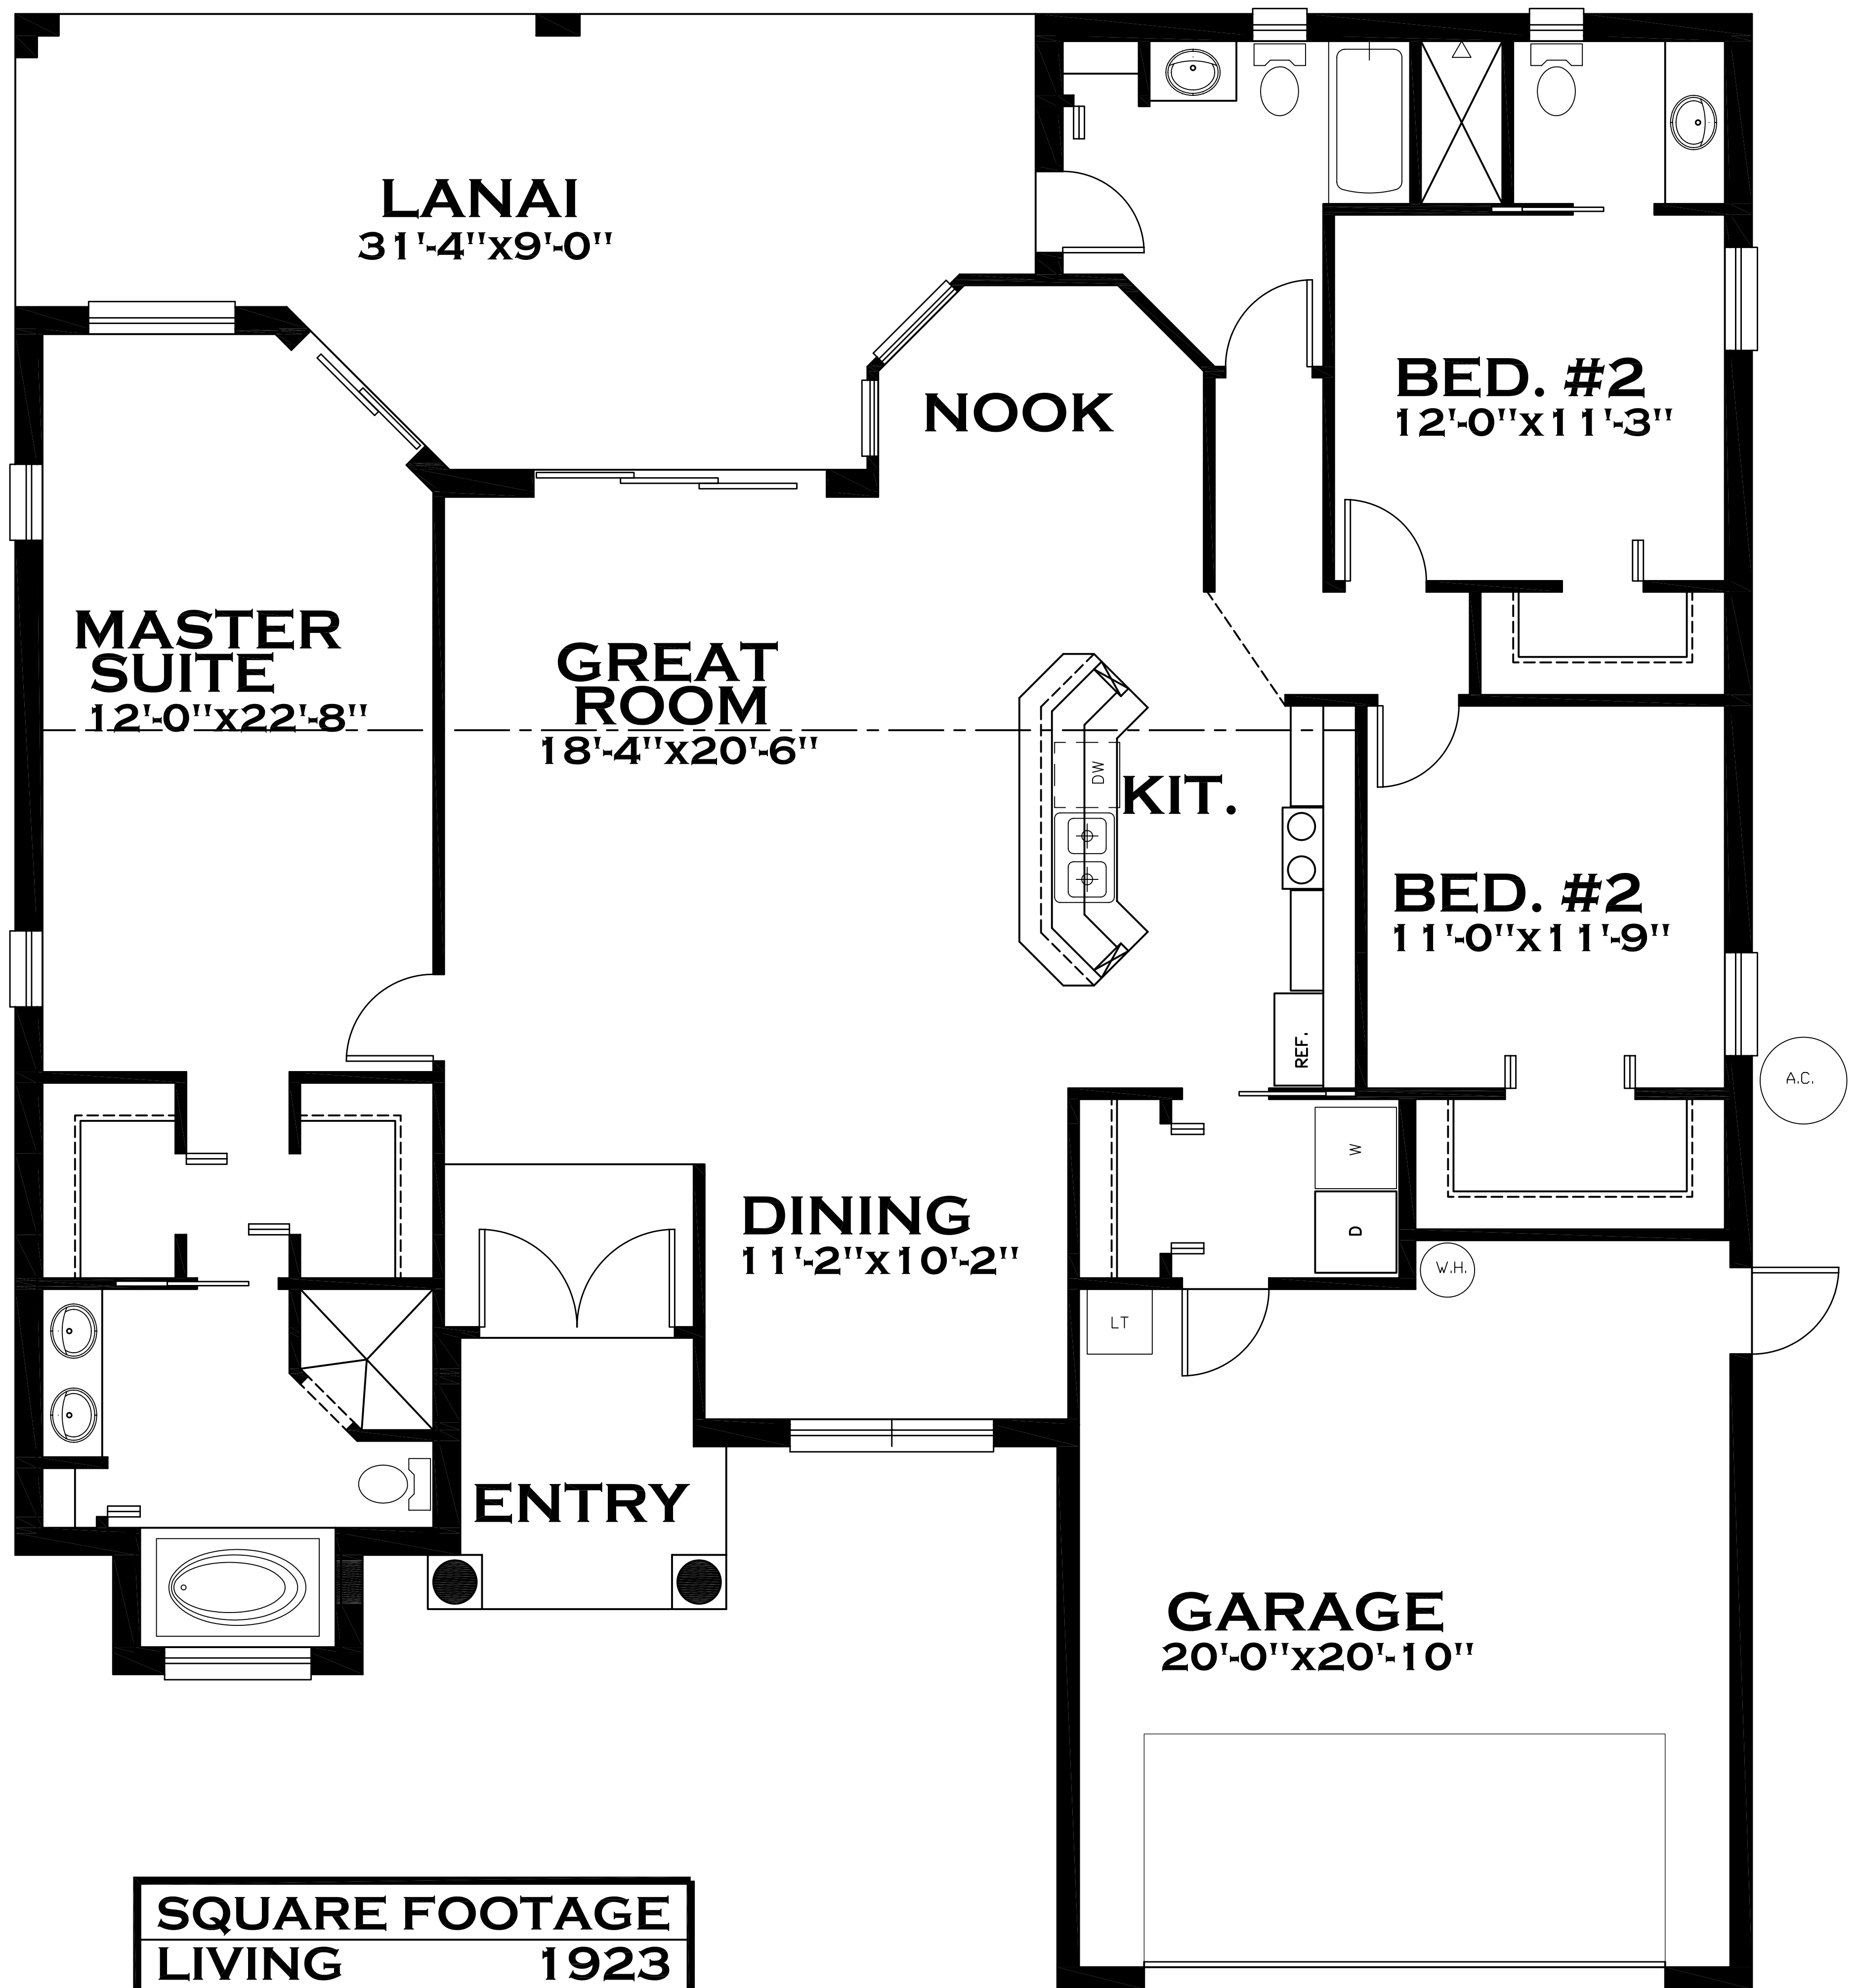 LANAI
31'-4"x9'-0"
NOOK
BED. #2
12'-0"x11'-3"
MASTER
SUITE
12'-0"x22'-8"
GREAT
ROOM
18'-4"x20'-6"
DW
KIT.
BED. #2
11'-0"x11'-9"
REF.
A.C.
W
D
DINING
11'-2"x10'-2"
W.H.
LT
ENTRY
GARAGE
20'-0"x20'-10"
SQUARE FOOTAGE
LIVING 1923